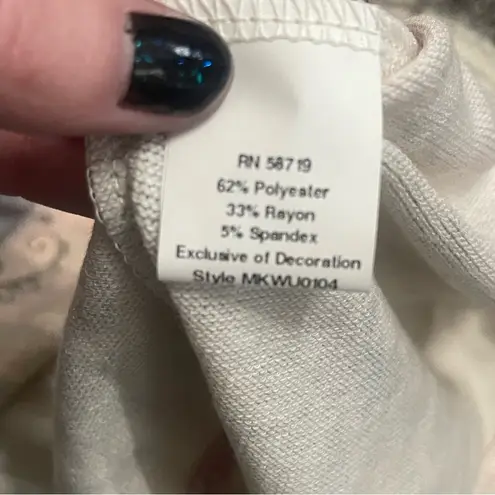 RN 58719
62% Polyester
33% Rayon
5% Spandex
Exclusive of Decoration
Style MKWU0104